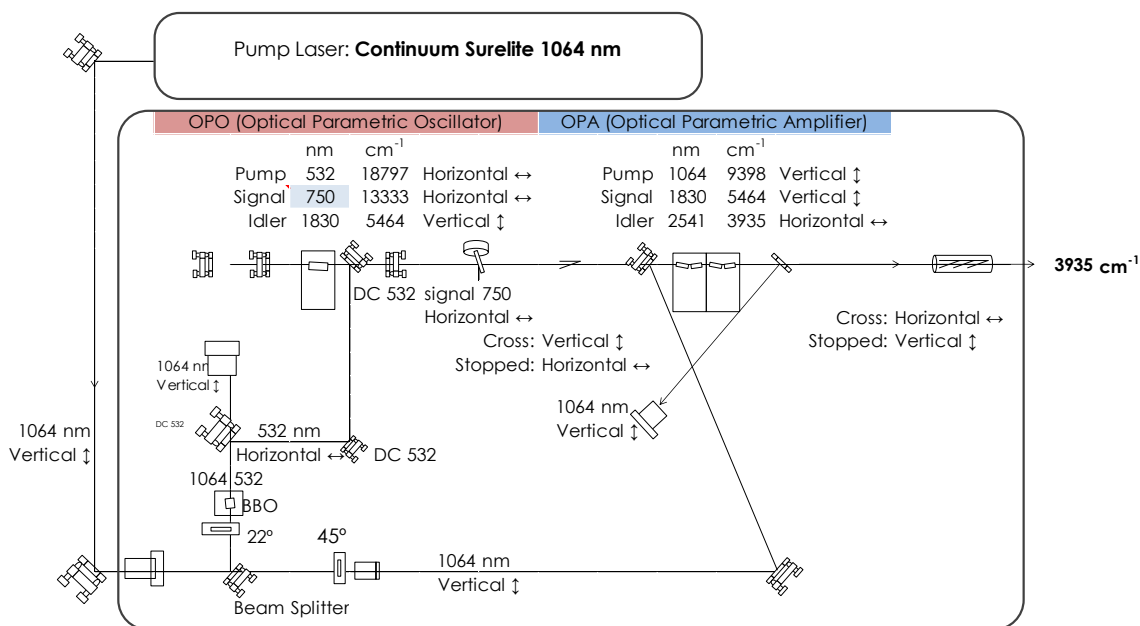 Pump Laser: Continuum Surelite 1064 nm
OPO (Optical Parametric Oscillator) OPA (Optical Parametric Amplifier)
nm cm⁻¹ nm cm⁻¹
Pump 532 18797 Horizontal ↔ Pump 1064 9398 Vertical ↕
Signal 750 13333 Horizontal ↔ Signal 1830 5464 Vertical ↕
Idler 1830 5464 Vertical ↕ Idler 2541 3935 Horizontal ↔
3935 cm⁻¹
DC 532 signal 750
Horizontal ↔
Cross: Vertical ↕
Stopped: Horizontal ↔
Cross: Horizontal ↔
Stopped: Vertical ↕
1064 nm
Vertical ↕
1064 nm
Vertical ↕
DC 532
532 nm
Horizontal ↔
DC 532
1064 nm
Vertical ↕
1064 532
BBO
22º
45º
1064 nm
Vertical ↕
Beam Splitter